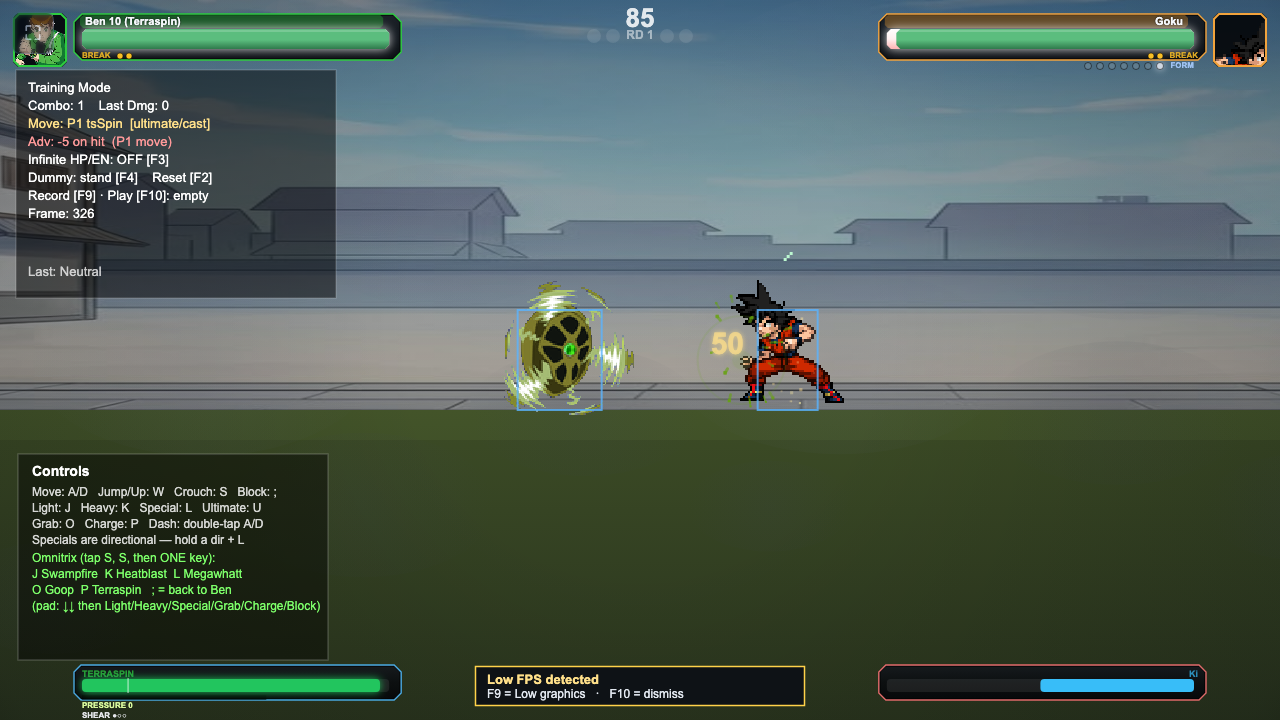 85
RD 1
Ben 10 (Terraspin)
BREAK
Goku
BREAK
FORM
Training Mode
Combo: 1    Last Dmg: 0
Move: P1 tsSpin  [ultimate/cast]
Adv: -5 on hit  (P1 move)
Infinite HP/EN: OFF [F3]
Dummy: stand [F4]    Reset [F2]
Record [F9] · Play [F10]: empty
Frame: 326
Last: Neutral
50
Controls
Move: A/D   Jump/Up: W   Crouch: S   Block: ;
Light: J   Heavy: K   Special: L   Ultimate: U
Grab: O   Charge: P   Dash: double-tap A/D
Specials are directional — hold a dir + L
Omnitrix (tap S, S, then ONE key):
J Swampfire  K Heatblast  L Megawhatt
O Goop  P Terraspin   ; = back to Ben
(pad: ↓↓ then Light/Heavy/Special/Grab/Charge/Block)
TERRASPIN
PRESSURE 0
SHEAR ●○○
Low FPS detected
F9 = Low graphics   ·   F10 = dismiss
Ki